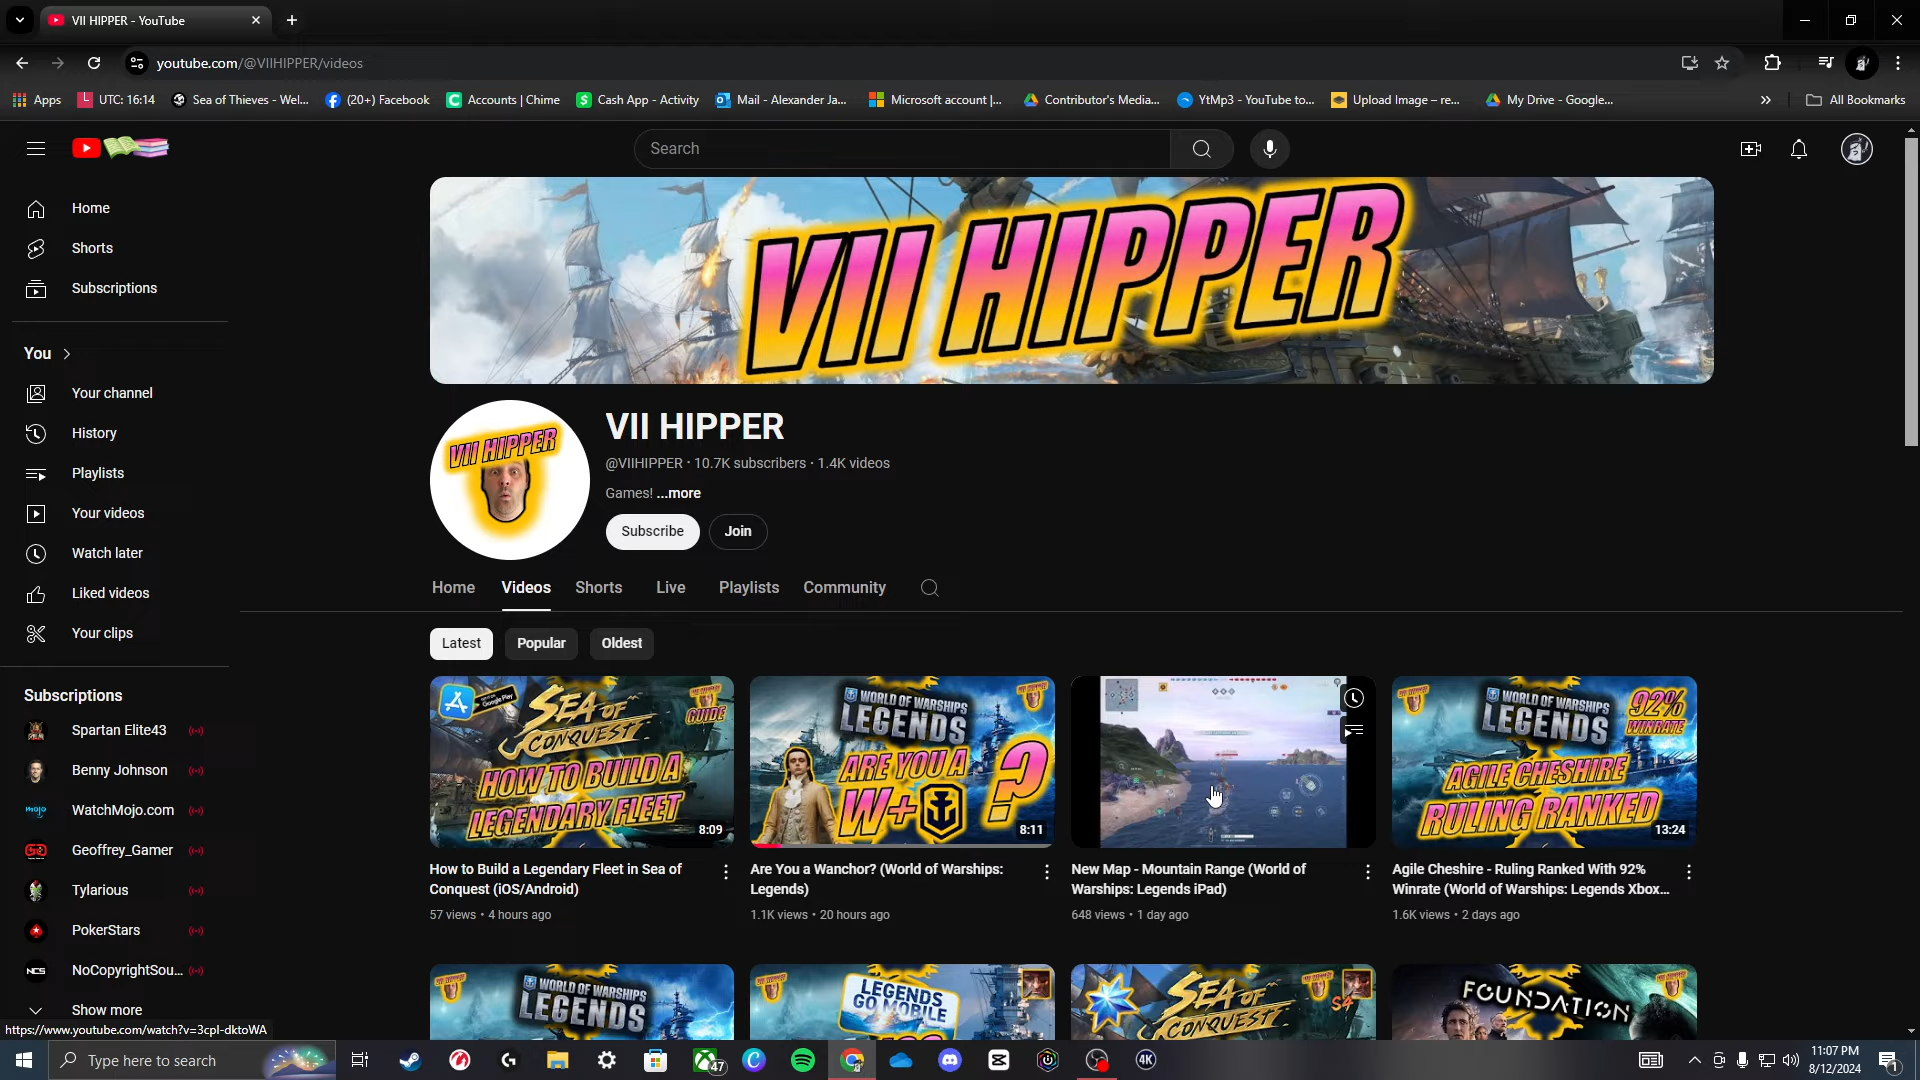 VII HIPPER - YouTube
youtube.com/@VIIHIPPER/videos
Apps
UTC: 16:14
Sea of Thieves - Wel...
(20+) Facebook
Accounts | Chime
Cash App - Activity
Mail - Alexander Ja...
Microsoft account |...
Contributor's Media...
YtMp3 - YouTube to...
Upload Image – re...
My Drive - Google...
All Bookmarks
Search
Home
Shorts
Subscriptions
You
Your channel
History
Playlists
Your videos
Watch later
Liked videos
Your clips
Subscriptions
Spartan Elite43
Benny Johnson
WatchMojo.com
Geoffrey_Gamer
Tylarious
PokerStars
NoCopyrightSou...
Show more
VII HIPPER
VII HIPPER
VII HIPPER
@VIIHIPPER · 10.7K subscribers · 1.4K videos
Games! ...more
Subscribe
Join
Home
Videos
Shorts
Live
Playlists
Community
Latest
Popular
Oldest
SEA OF
CONQUEST
GUIDE
HOW TO BUILD A
LEGENDARY FLEET
8:09
How to Build a Legendary Fleet in Sea of
Conquest (iOS/Android)
57 views • 4 hours ago
WORLD OF WARSHIPS
LEGENDS
ARE YOU A
W+
?
8:11
Are You a Wanchor? (World of Warships:
Legends)
1.1K views • 20 hours ago
New Map - Mountain Range (World of
Warships: Legends iPad)
648 views • 1 day ago
WORLD OF WARSHIPS
LEGENDS
92%
WINRATE
AGILE CHESHIRE
RULING RANKED
13:24
Agile Cheshire - Ruling Ranked With 92%
Winrate (World of Warships: Legends Xbox...
1.6K views • 2 days ago
WORLD OF WARSHIPS
LEGENDS
LEGENDS
GO MOBILE
SEA OF
CONQUEST
S4
FOUNDATION
https://www.youtube.com/watch?v=3cpI-dktoWA
Type here to search
47
4K
11:07 PM
8/12/2024
1